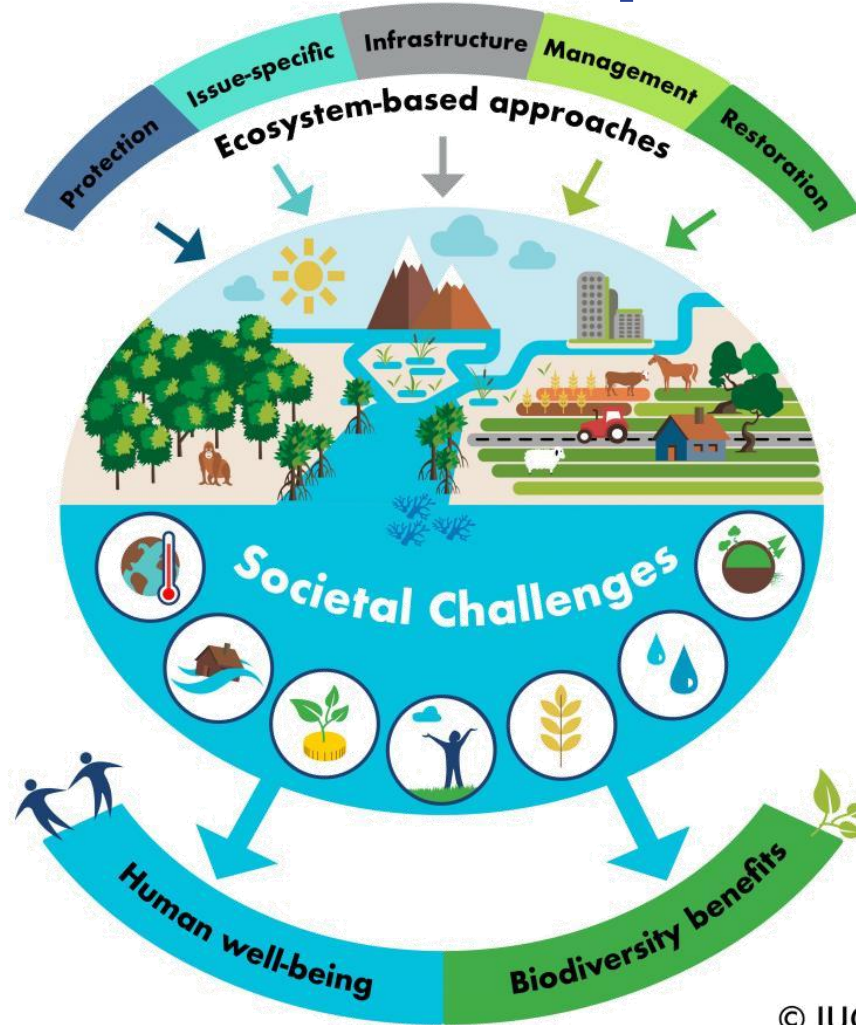 Protection
Issue-specific
Infrastructure
Management
Restoration
Ecosystem-based approaches
Societal Challenges
Human well-being
Biodiversity benefits
©